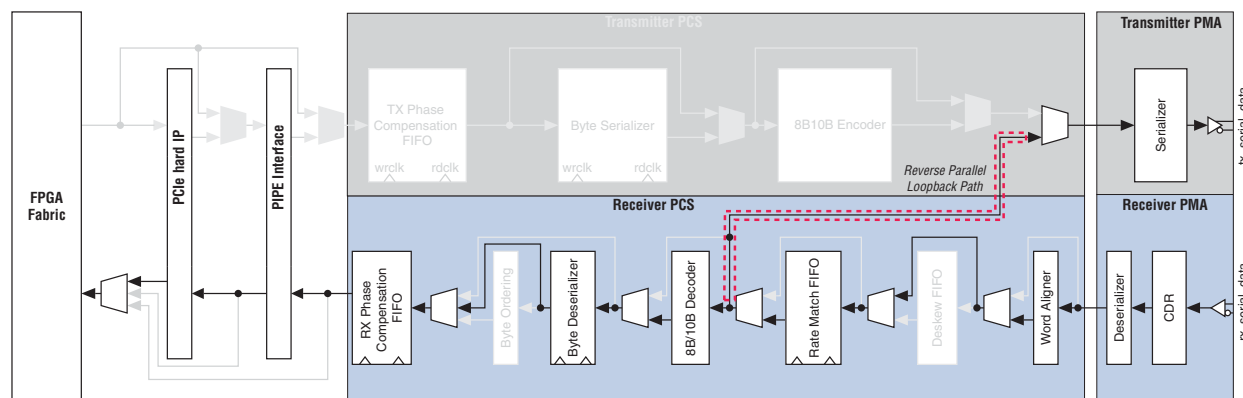 Transmitter PCS
Transmitter PMA
FPGA
Fabric
PCIe hard IP
PIPE Interface
TX Phase
Compensation
FIFO
wrclk
rdclk
Byte Serializer
wrclk
rdclk
8B10B Encoder
Serializer
tx_serial_data
Reverse Parallel
Loopback Path
Receiver PCS
Receiver PMA
RX Phase
Compensation
FIFO
Byte Ordering
Byte Deserializer
8B/10B Decoder
Rate Match FIFO
Deskew FIFO
Word Aligner
Deserializer
CDR
rx_serial_data